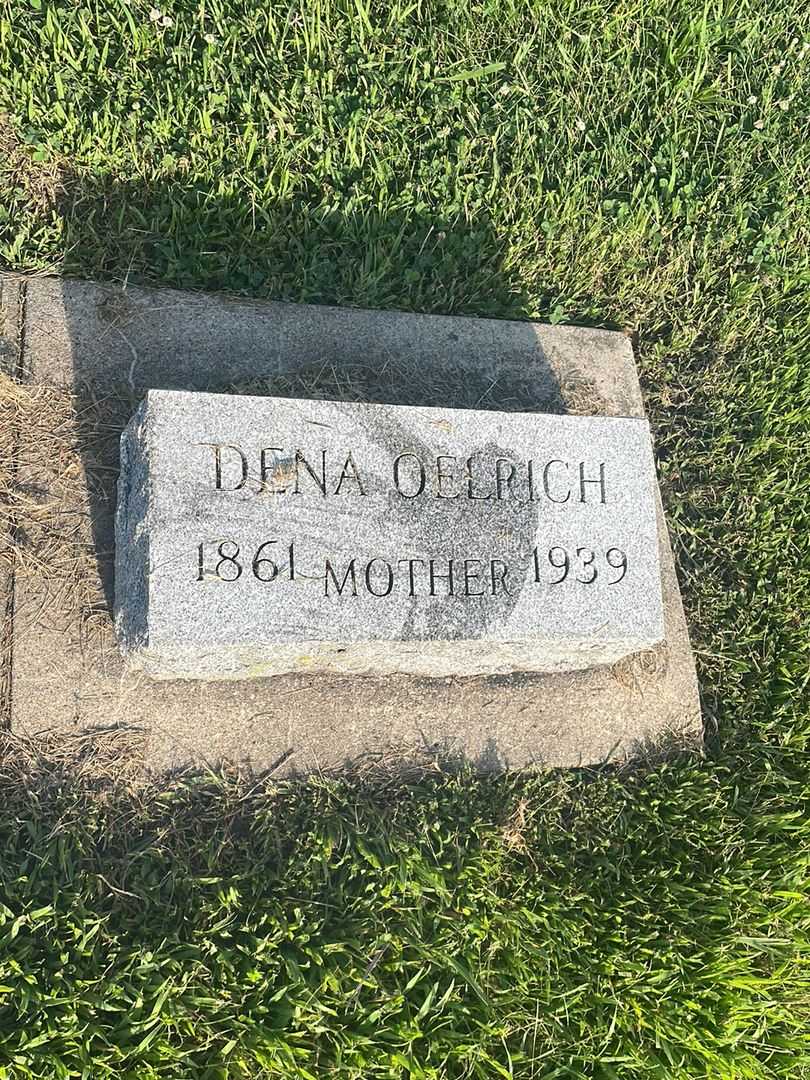 DENA OELRICH
1861 MOTHER 1939